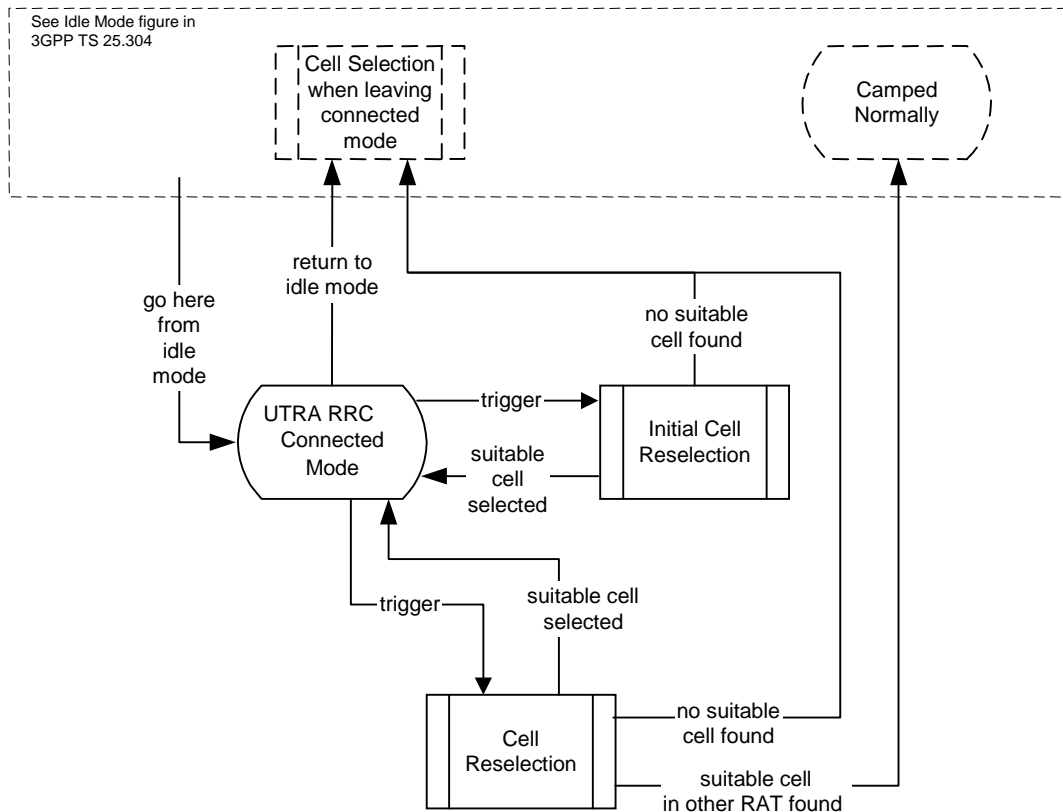 See Idle Mode figure in
3GPP TS 25.304
Cell Selection
when leaving
connected
mode
Camped
Normally
return to
idle mode
go here
from
idle
mode
no suitable
cell found
UTRA RRC
Connected
Mode
trigger
Initial Cell
Reselection
suitable
cell
selected
trigger
suitable cell
selected
Cell
Reselection
no suitable
cell found
suitable cell
in other RAT found